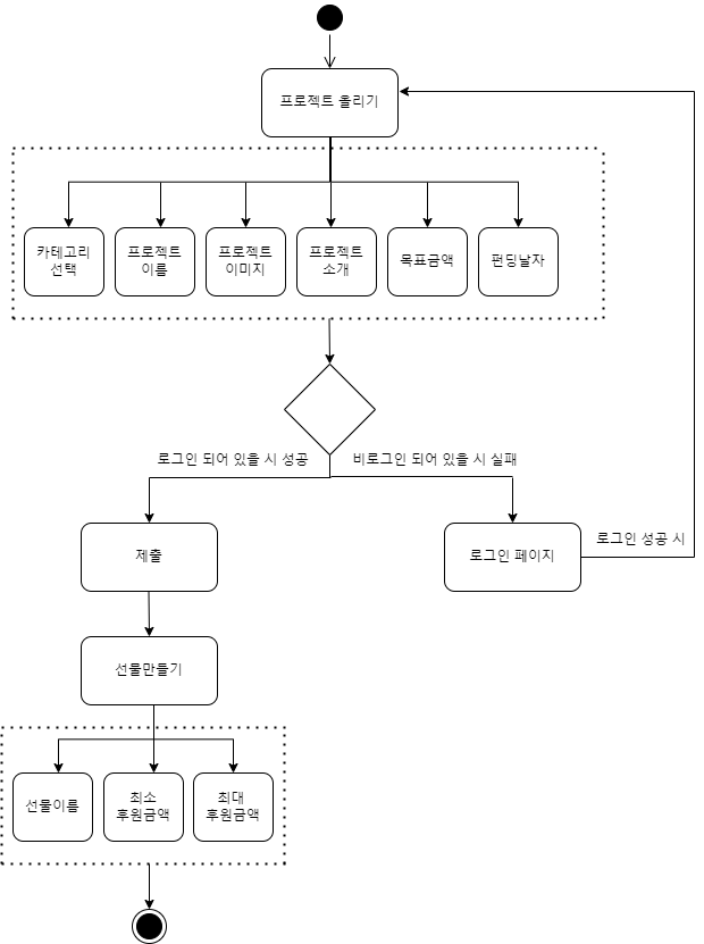 프로젝트 올리기
카테고리
선택
프로젝트
이름
프로젝트
이미지
프로젝트
소개
목표금액
펀딩날자
로그인 되어 있을 시 성공
비로그인 되어 있을 시 실패
제출
로그인 페이지
로그인 성공 시
선물만들기
선물이름
최소
후원금액
최대
후원금액